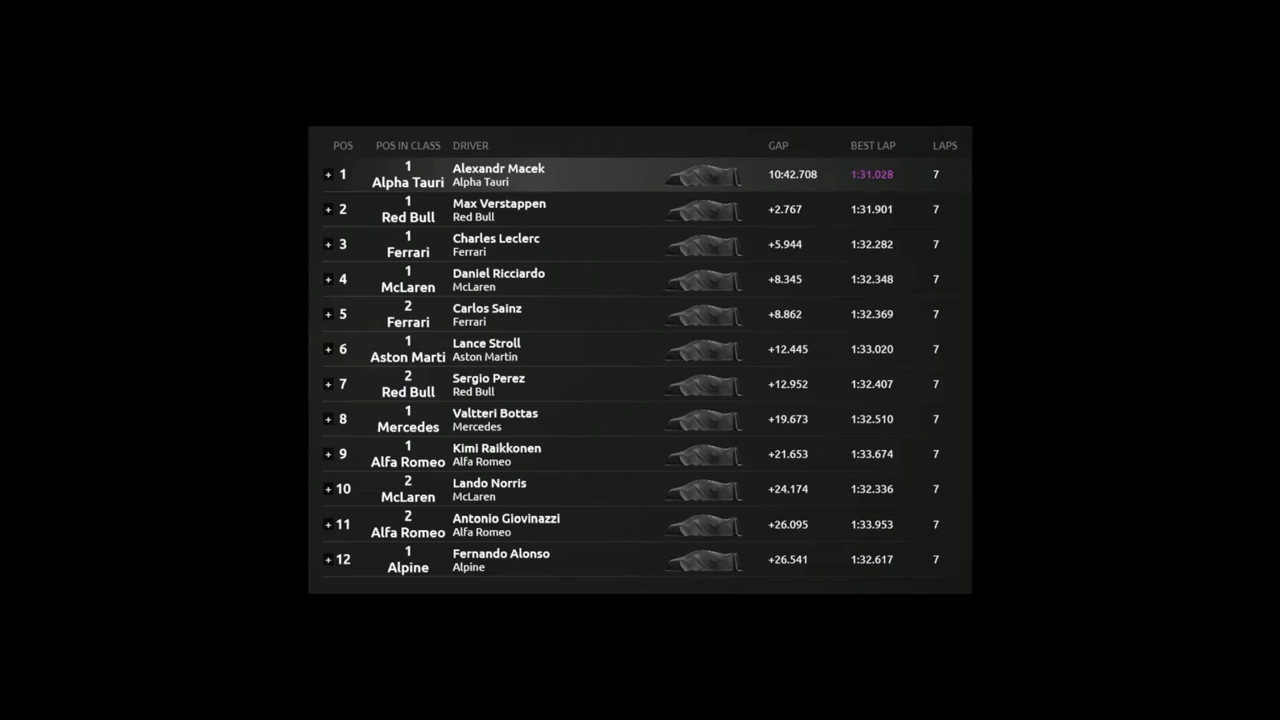 POS POS IN CLASS DRIVER GAP BEST LAP LAPS
+ 1 1 Alpha Tauri Alexandr Macek Alpha Tauri 10:42.708 1:31.028 7
+ 2 1 Red Bull Max Verstappen Red Bull +2.767 1:31.901 7
+ 3 1 Ferrari Charles Leclerc Ferrari +5.944 1:32.282 7
+ 4 1 McLaren Daniel Ricciardo McLaren +8.345 1:32.348 7
+ 5 2 Ferrari Carlos Sainz Ferrari +8.862 1:32.369 7
+ 6 1 Aston Marti Lance Stroll Aston Martin +12.445 1:33.020 7
+ 7 2 Red Bull Sergio Perez Red Bull +12.952 1:32.407 7
+ 8 1 Mercedes Valtteri Bottas Mercedes +19.673 1:32.510 7
+ 9 1 Alfa Romeo Kimi Raikkonen Alfa Romeo +21.653 1:33.674 7
+ 10 2 McLaren Lando Norris McLaren +24.174 1:32.336 7
+ 11 2 Alfa Romeo Antonio Giovinazzi Alfa Romeo +26.095 1:33.953 7
+ 12 1 Alpine Fernando Alonso Alpine +26.541 1:32.617 7